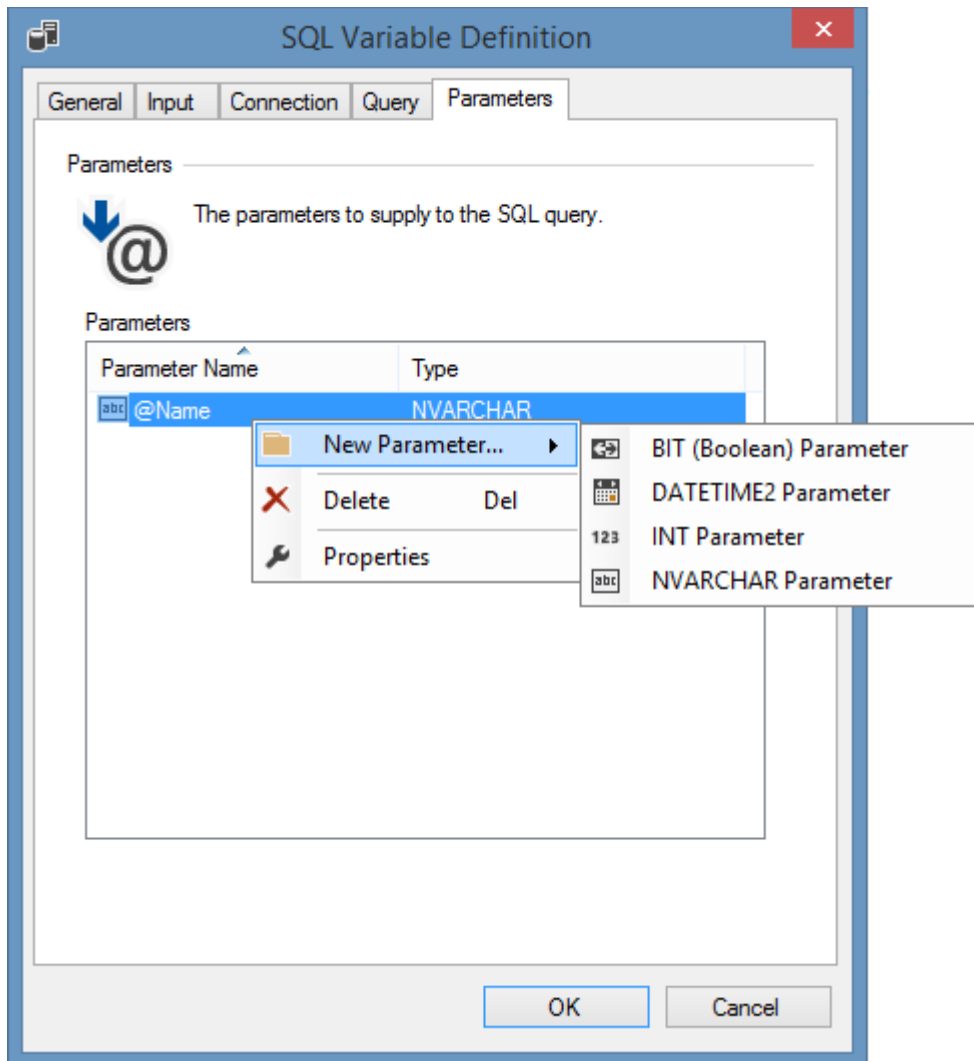 SQL Variable Definition
General Input Connection Query Parameters
Parameters
The parameters to supply to the SQL query.
@
Parameters
Parameter Name Type
abc @Name NVARCHAR
New Parameter...
BIT (Boolean) Parameter
DATETIME2 Parameter
Delete Del
123 INT Parameter
Properties
abc NVARCHAR Parameter
OK Cancel